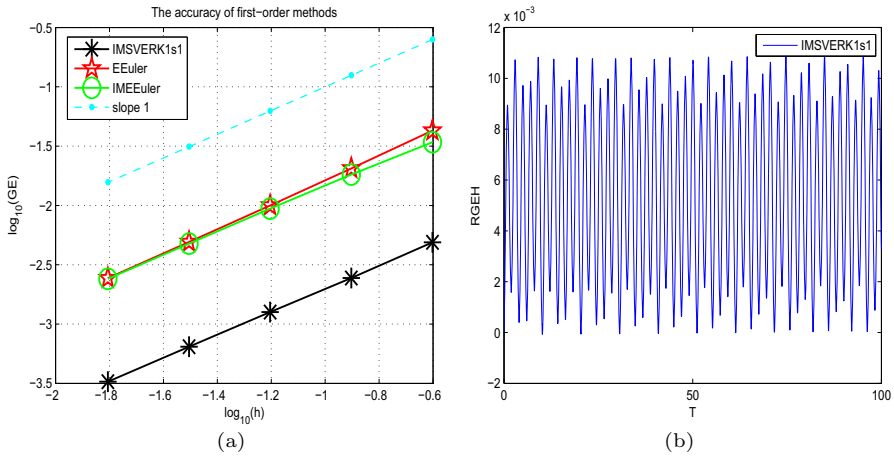 The accuracy of first−order methods
IMSVERK1s1
EEuler
IMEEuler
slope 1
−0.5
−1
−1.5
−2
−2.5
−3
−3.5
log10(GE)
−2
−1.8
−1.6
−1.4
−1.2
−1
−0.8
−0.6
log10(h)
(a)
x 10−3
IMSVERK1s1
12
10
8
6
4
2
0
−2
RGEH
0
50
100
T
(b)